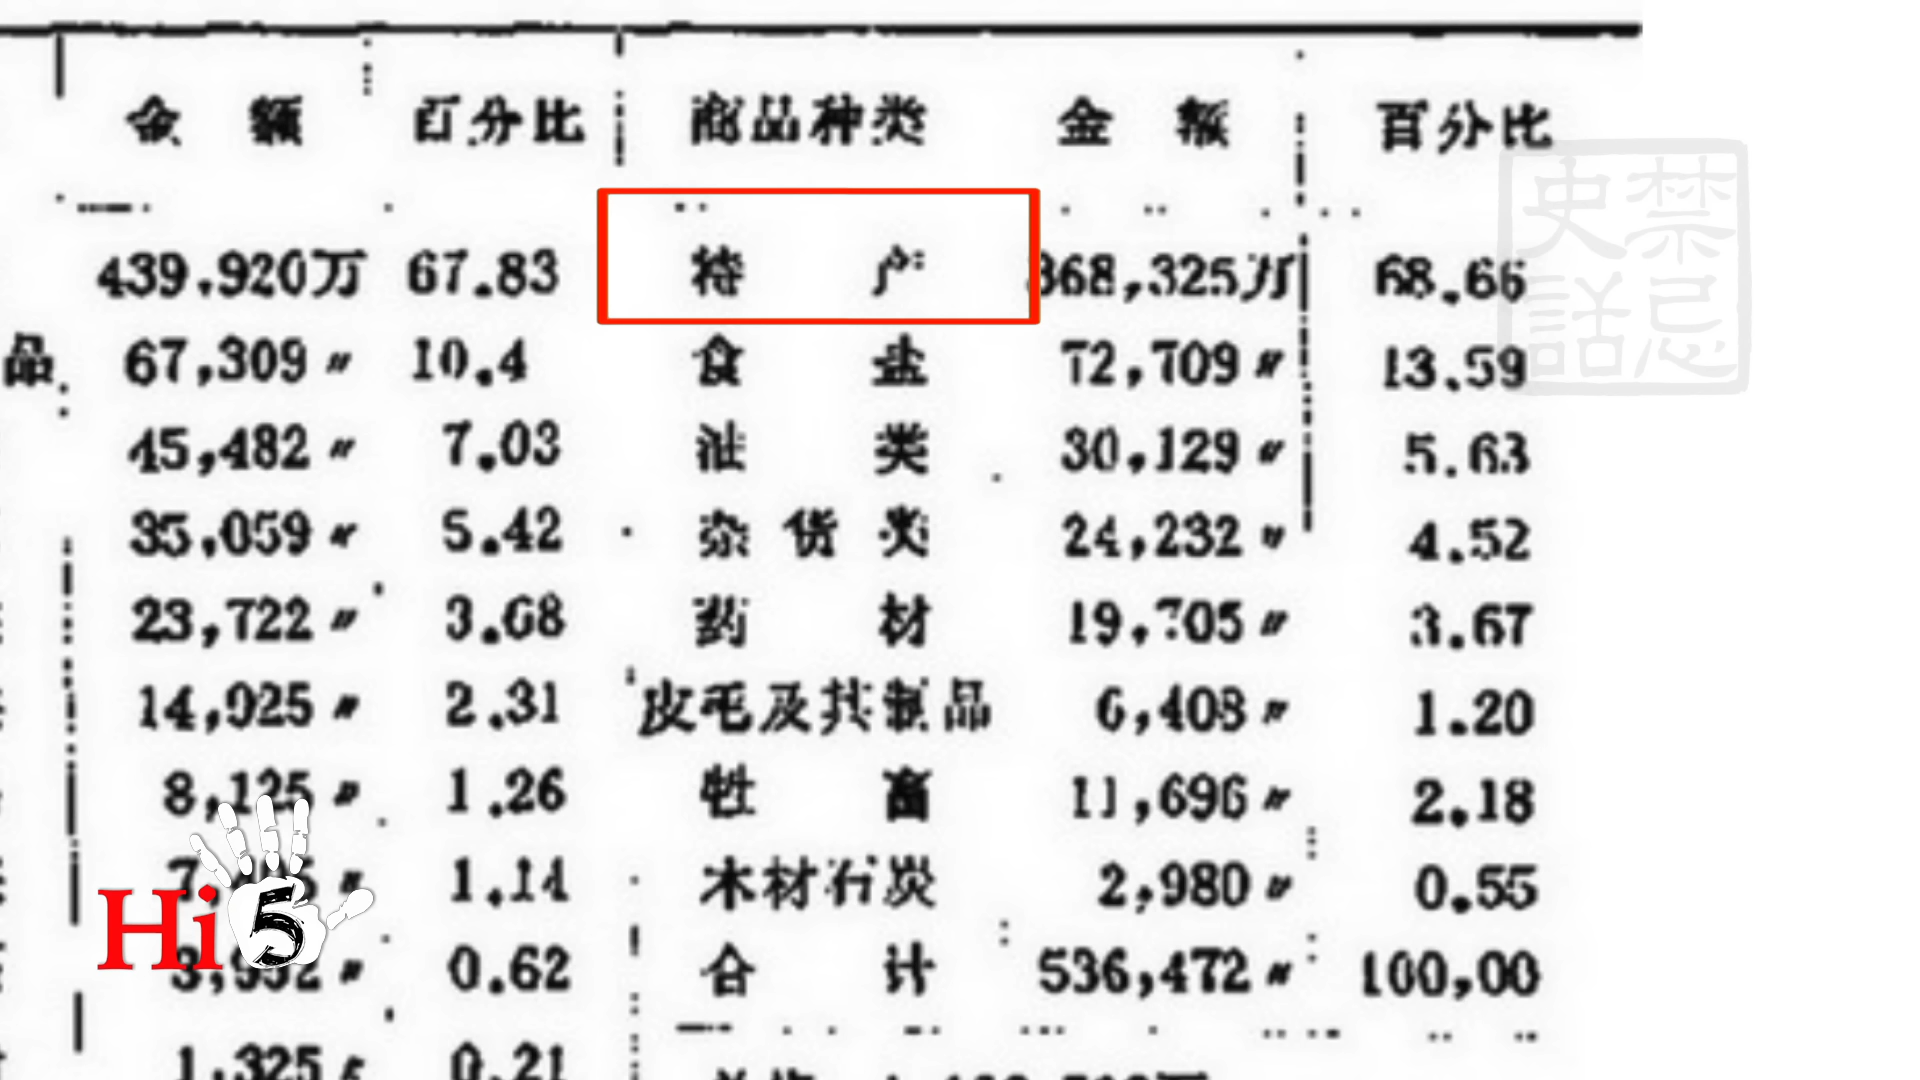 金 额 百分比 商品种类 金 额 百分比
439,920万 67.83 特 产 368,325万 68.66
品 67,309〃 10.4 食 盐 72,709〃 13.59
45,482〃 7.03 油 类 30,129〃 5.63
35,059〃 5.42 杂 货 类 24,232〃 4.52
23,722〃 3.68 药 材 19,705〃 3.67
14,925〃 2.31 皮毛及其制品 6,408〃 1.20
8,125〃 1.26 牲 畜 11,696〃 2.18
〃 1.14 木材石炭 2,980〃 0.55
〃 0.62 合 计 536,472〃 100,00
1,325〃 0.21
禁忌
史話
Hi5